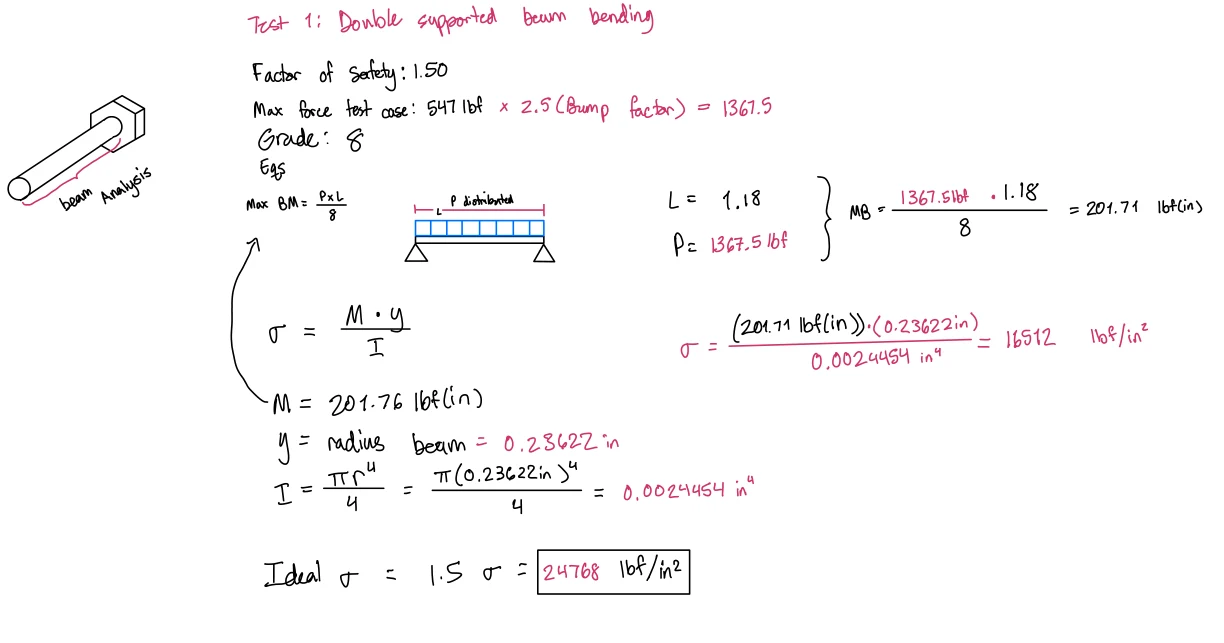 Test 1: Double supported beam bending
Factor of Safety: 1.50
Max force test case: 547 lbf × 2.5 (Bump factor) = 1367.5
Grade: 8
Eqs
beam Analysis
Max BM = P×L / 8
P distributed
L
L = 1.18
P = 1367.5 lbf
MB = 1367.5 lbf · 1.18 / 8 = 201.71 lbf(in)
σ = M · y / I
σ = (201.71 lbf(in)) · (0.23622in) / 0.0024454 in⁴ = 16512 lbf/in²
M = 201.76 lbf(in)
y = radius beam = 0.23622 in
I = πr⁴ / 4 = π(0.23622in)⁴ / 4 = 0.0024454 in⁴
Ideal σ = 1.5 σ = 24768 lbf/in²